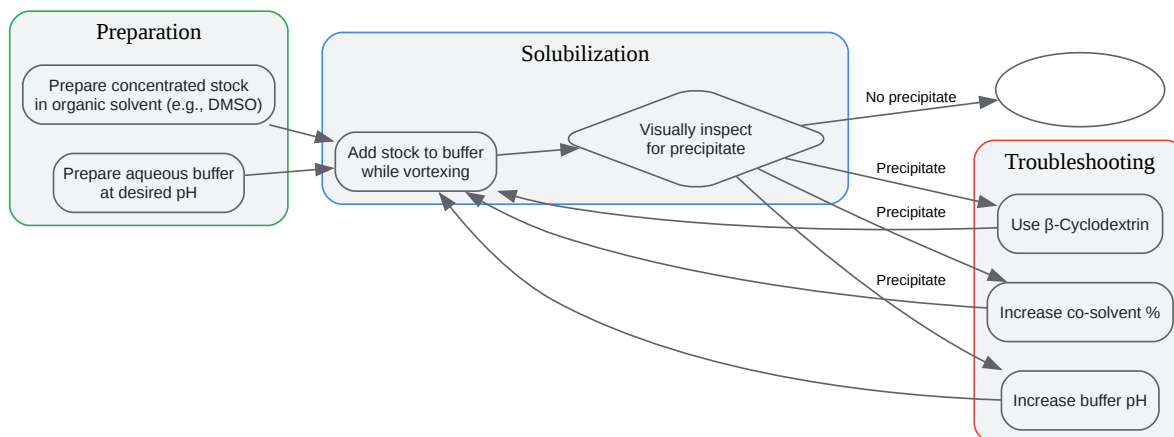 Preparation
Prepare concentrated stock
in organic solvent (e.g., DMSO)
Prepare aqueous buffer
at desired pH
Solubilization
Add stock to buffer
while vortexing
Visually inspect
for precipitate
No precipitate
Precipitate
Precipitate
Precipitate
Troubleshooting
Use β-Cyclodextrin
Increase co-solvent %
Increase buffer pH